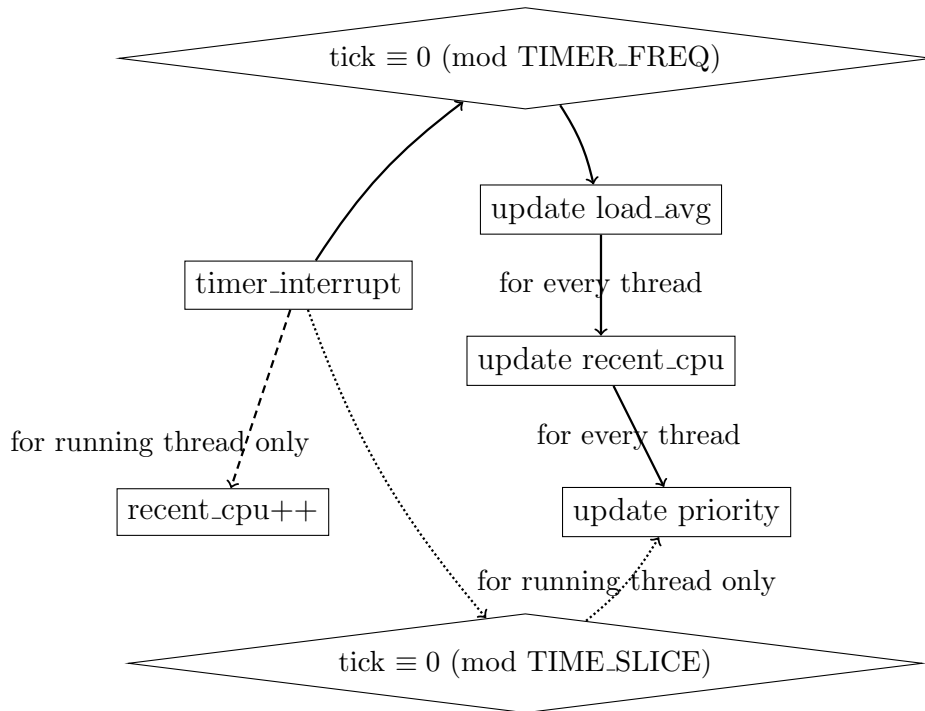 tick ≡ 0 (mod TIMER_FREQ)
update load_avg
for every thread
timer_interrupt
update recent_cpu
for every thread
for running thread only
recent_cpu++
update priority
for running thread only
tick ≡ 0 (mod TIME_SLICE)